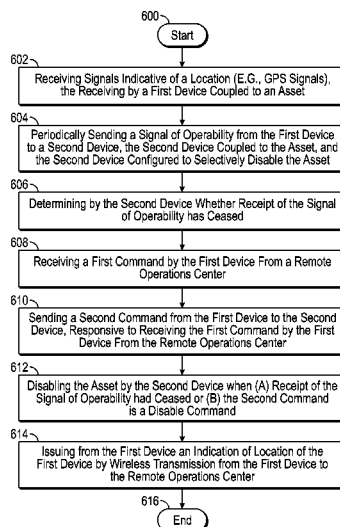 600
Start
602
Receiving Signals Indicative of a Location (E.G., GPS Signals),
the Receiving by a First Device Coupled to an Asset
604
Periodically Sending a Signal of Operability from the First Device
to a Second Device, the Second Device Coupled to the Asset, and
the Second Device Configured to Selectively Disable the Asset
606
Determining by the Second Device Whether Receipt of the Signal
of Operability has Ceased
608
Receiving a First Command by the First Device From a Remote
Operations Center
610
Sending a Second Command from the First Device to the Second
Device, Responsive to Receiving the First Command by the First
Device From the Remote Operations Center
612
Disabling the Asset by the Second Device when (A) Receipt of the
Signal of Operability had Ceased or (B) the Second Command
is a Disable Command
614
Issuing from the First Device an Indication of Location of the
First Device by Wireless Transmission from the First Device to
the Remote Operations Center
616
End